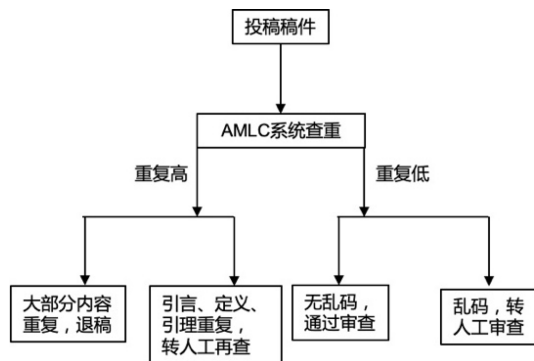 投稿稿件
AMLC系统查重
重复高
重复低
大部分内容
重复，退稿
引言、定义、
引理重复，
转人工再查
无乱码，
通过审查
乱码，转
人工审查